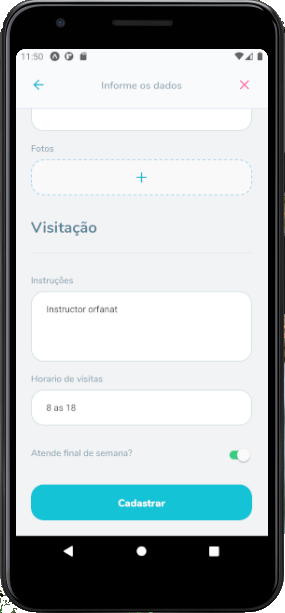 11:50
Informe os dados
Fotos
+
Visitação
Instruções
Instructor orfanat
Horario de visitas
8 as 18
Atende final de semana?
Cadastrar